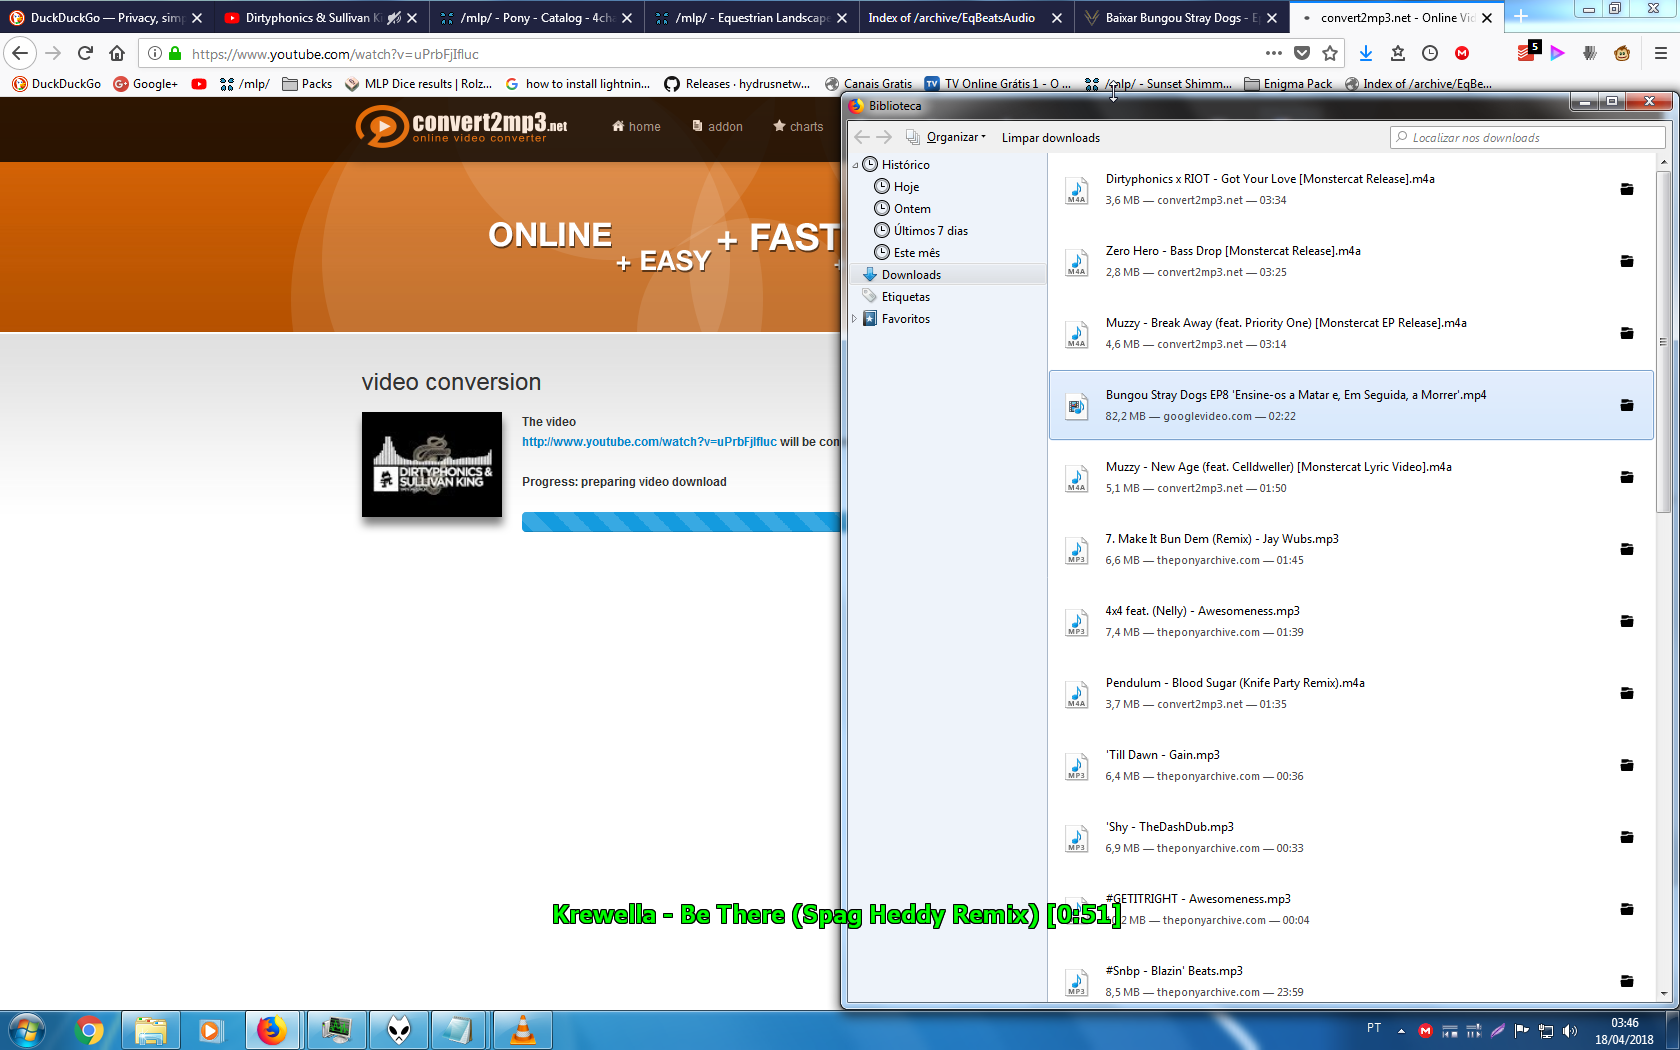 DuckDuckGo — Privacy, sim
Dirtyphonics & Sullivan Ki
/mlp/ - Pony - Catalog - 4cha
/mlp/ - Equestrian Landscape
Index of /archive/EqBeatsAudio
Baixar Bungou Stray Dogs - Ep
convert2mp3.net - Online Vid
https://www.youtube.com/watch?v=uPrbFjIfluc
5
DuckDuckGo
Google+
/mlp/
Packs
MLP Dice results | Rolz...
how to install lightnin...
Releases · hydrusnetw...
Canais Gratis
TV Online Grátis 1 - O ...
/mlp/ - Sunset Shimm...
Enigma Pack
Index of /archive/EqBe...
convert2mp3.net
online video converter
home
addon
charts
ONLINE
+ EASY
+ FAST
video conversion
DIRTYPHONICS &
SULLIVAN KING
The video
http://www.youtube.com/watch?v=uPrbFjIfluc will be con
Progress: preparing video download
Biblioteca
Organizar
Limpar downloads
Localizar nos downloads
Histórico
Hoje
Ontem
Últimos 7 dias
Este mês
Downloads
Etiquetas
Favoritos
Dirtyphonics x RIOT - Got Your Love [Monstercat Release].m4a
3,6 MB — convert2mp3.net — 03:34
Zero Hero - Bass Drop [Monstercat Release].m4a
2,8 MB — convert2mp3.net — 03:25
Muzzy - Break Away (feat. Priority One) [Monstercat EP Release].m4a
4,6 MB — convert2mp3.net — 03:14
Bungou Stray Dogs EP8 'Ensine-os a Matar e, Em Seguida, a Morrer'.mp4
82,2 MB — googlevideo.com — 02:22
Muzzy - New Age (feat. Celldweller) [Monstercat Lyric Video].m4a
5,1 MB — convert2mp3.net — 01:50
7. Make It Bun Dem (Remix) - Jay Wubs.mp3
6,6 MB — theponyarchive.com — 01:45
4x4 feat. (Nelly) - Awesomeness.mp3
7,4 MB — theponyarchive.com — 01:39
Pendulum - Blood Sugar (Knife Party Remix).m4a
3,7 MB — convert2mp3.net — 01:35
'Till Dawn - Gain.mp3
6,4 MB — theponyarchive.com — 00:36
'Shy - TheDashDub.mp3
6,9 MB — theponyarchive.com — 00:33
#GETITRIGHT - Awesomeness.mp3
MB — theponyarchive.com — 00:04
#Snbp - Blazin' Beats.mp3
8,5 MB — theponyarchive.com — 23:59
Krewella - Be There (Spag Heddy Remix) [0:51]
PT
03:46
18/04/2018